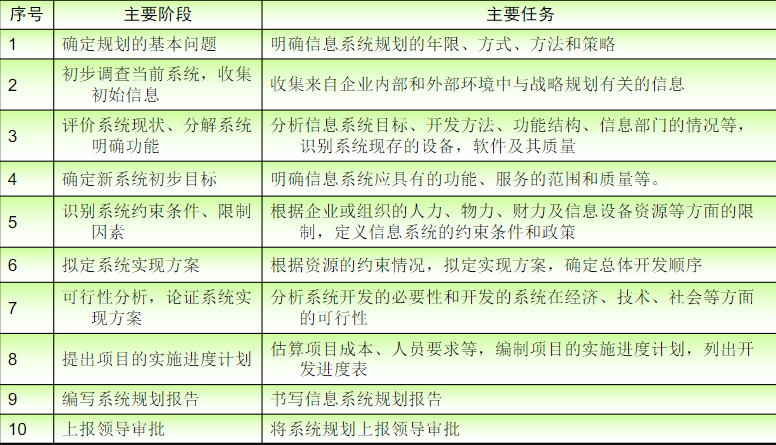 序号 主要阶段 主要任务
1 确定规划的基本问题 明确信息系统规划的年限、方式、方法和策略
2 初步调查当前系统，收集初始信息 收集来自企业内部和外部环境中与战略规划有关的信息
3 评价系统现状、分解系统明确功能 分析信息系统目标、开发方法、功能结构、信息部门的情况等，识别系统现存的设备，软件及其质量
4 确定新系统初步目标 明确信息系统应具有的功能、服务的范围和质量等。
5 识别系统约束条件、限制因素 根据企业或组织的人力、物力、财力及信息设备资源等方面的限制，定义信息系统的约束条件和政策
6 拟定系统实现方案 根据资源的约束情况，拟定实现方案，确定总体开发顺序
7 可行性分析，论证系统实现方案 分析系统开发的必要性和开发的系统在经济、技术、社会等方面的可行性
8 提出项目的实施进度计划 估算项目成本、人员要求等，编制项目的实施进度计划，列出开发进度表
9 编写系统规划报告 书写信息系统规划报告
10 上报领导审批 将系统规划上报领导审批